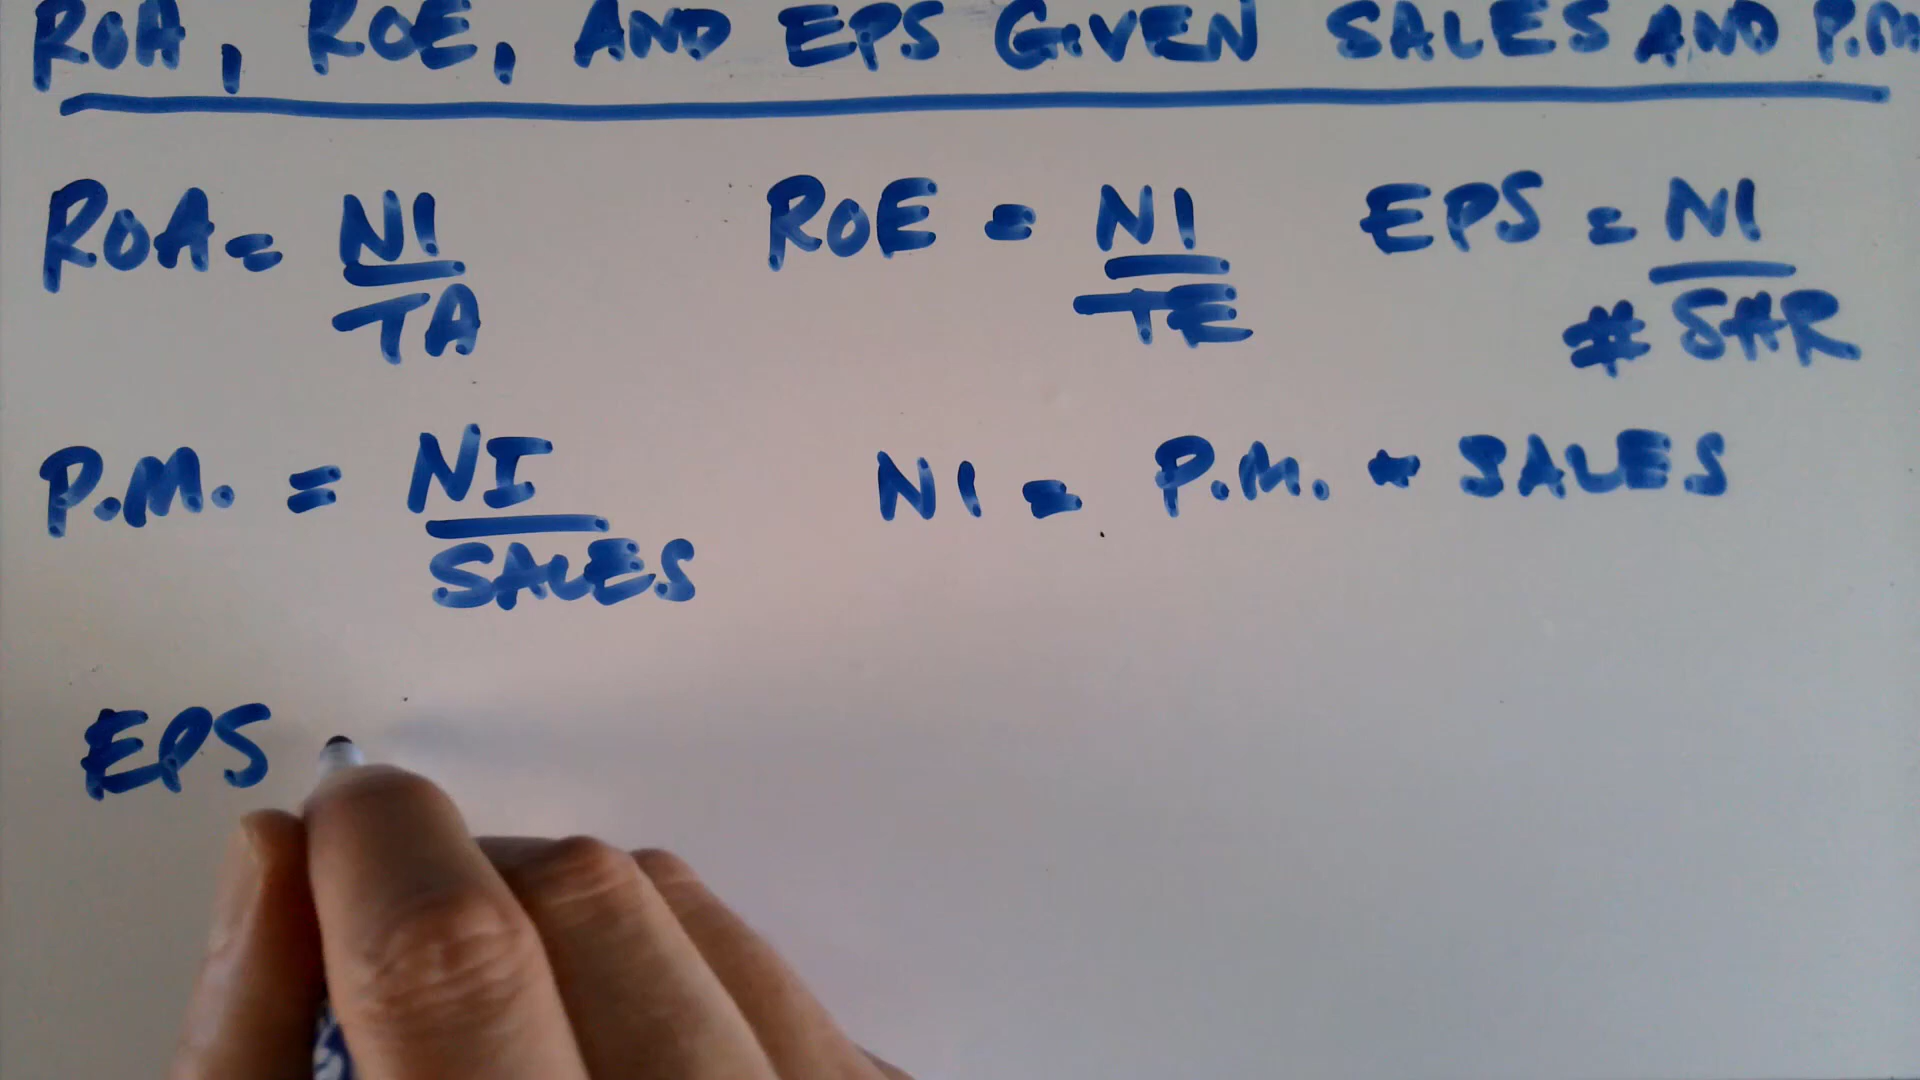 ROA, ROE, AND EPS GIVEN SALES AND P.M
ROA = NI / TA
ROE = NI / TE
EPS = NI / # SHR
P.M. = NI / SALES
NI = P.M. * SALES
EPS